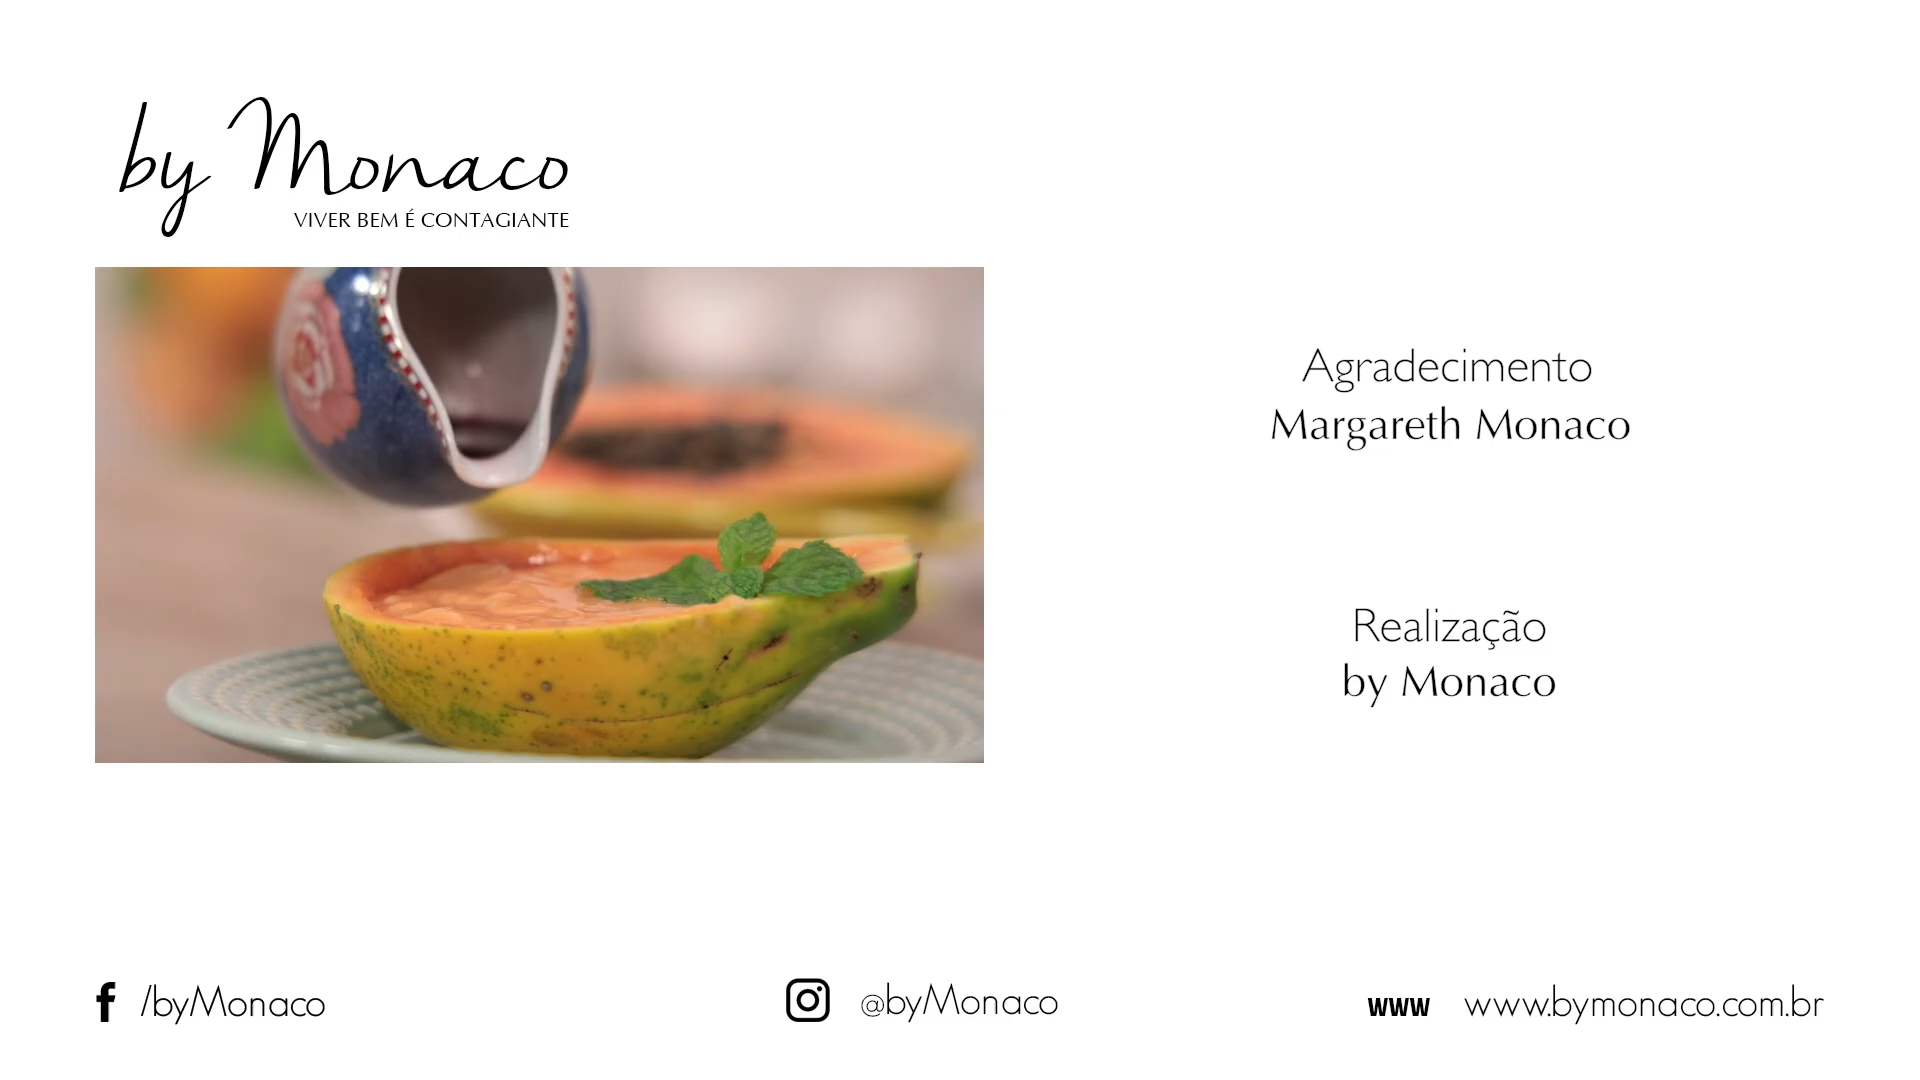 by Monaco
VIVER BEM É CONTAGIANTE
Agradecimento
Margareth Monaco
Realização
by Monaco
f /byMonaco
@byMonaco
www www.bymonaco.com.br